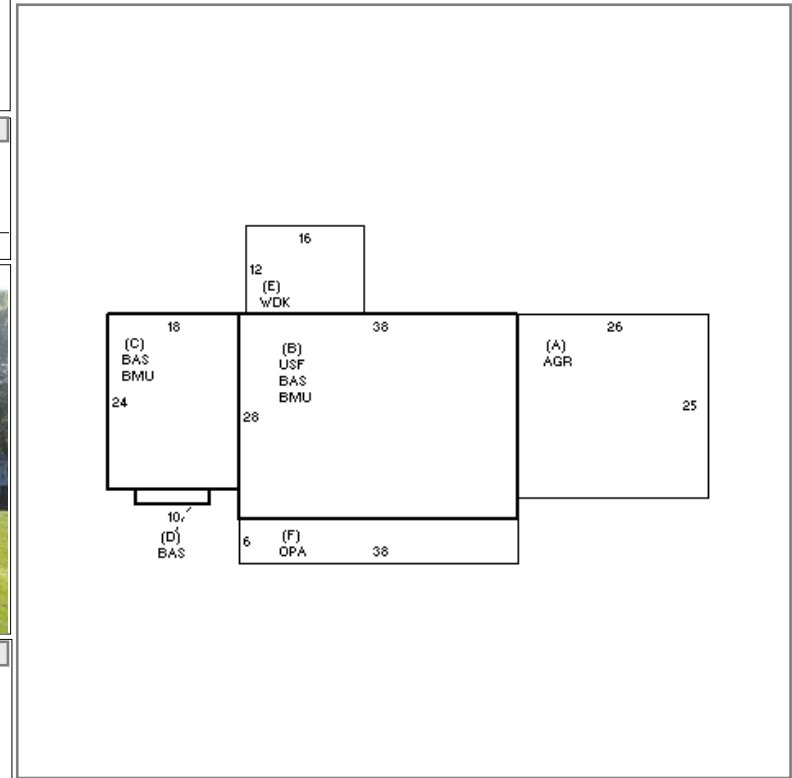 16
12
(E)
WDK
18
(C)
BAS
BMU
24
38
(B)
USF
BAS
BMU
28
26
(A)
AGR
25
10
(D)
BAS
6
(F)
OPA
38